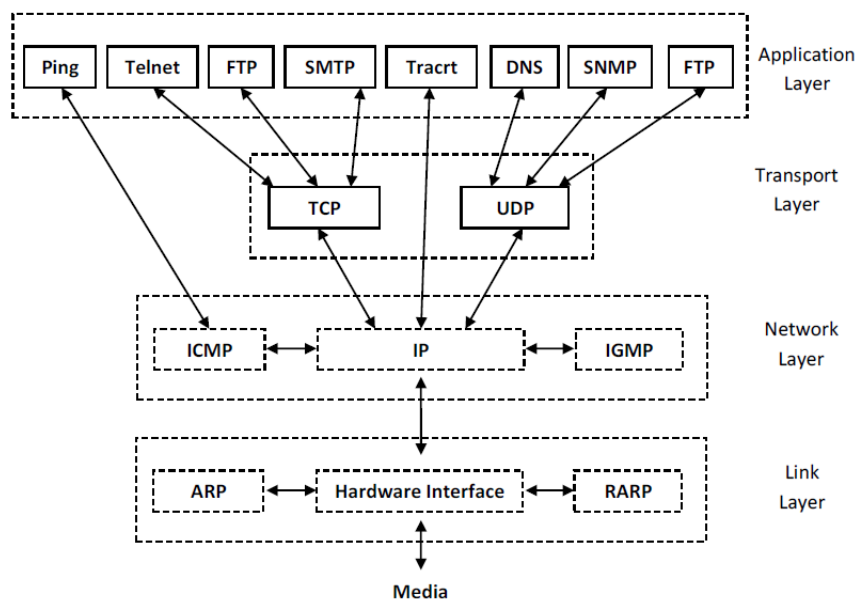 Ping Telnet FTP SMTP Tracrt DNS SNMP FTP
Application
Layer
TCP UDP
Transport
Layer
ICMP IP IGMP
Network
Layer
ARP Hardware Interface RARP
Link
Layer
Media